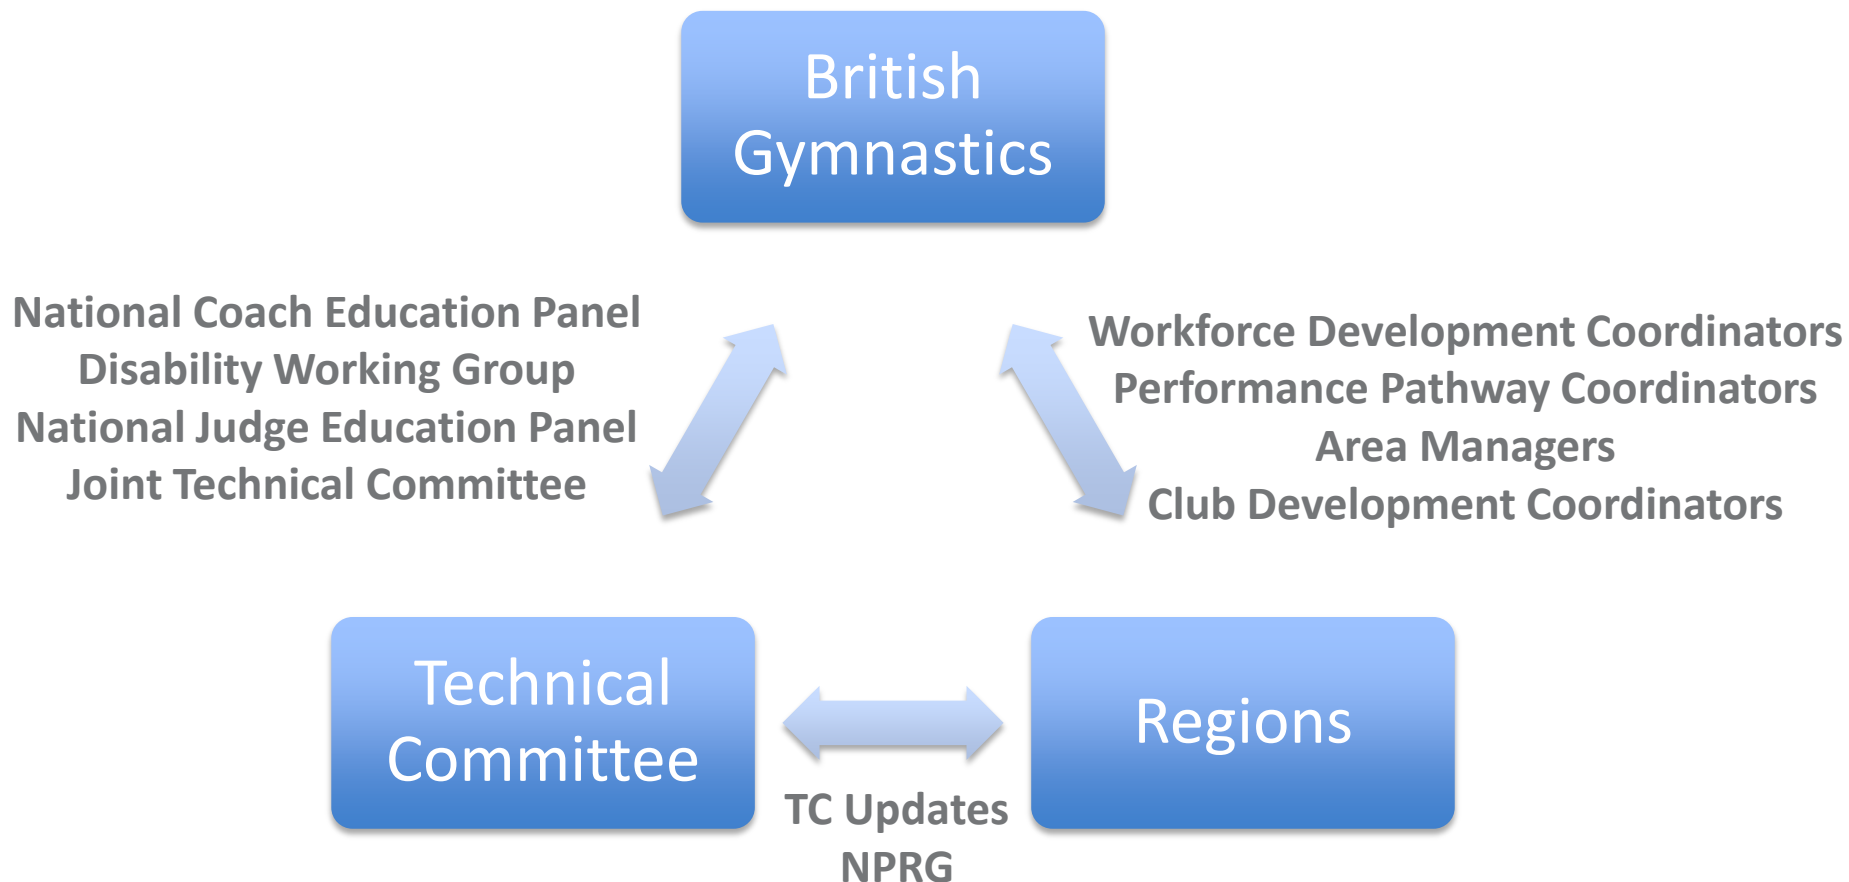 British
Gymnastics
National Coach Education Panel
Disability Working Group
National Judge Education Panel
Joint Technical Committee
Workforce Development Coordinators
Performance Pathway Coordinators
Area Managers
Club Development Coordinators
Technical
Committee
Regions
TC Updates
NPRG